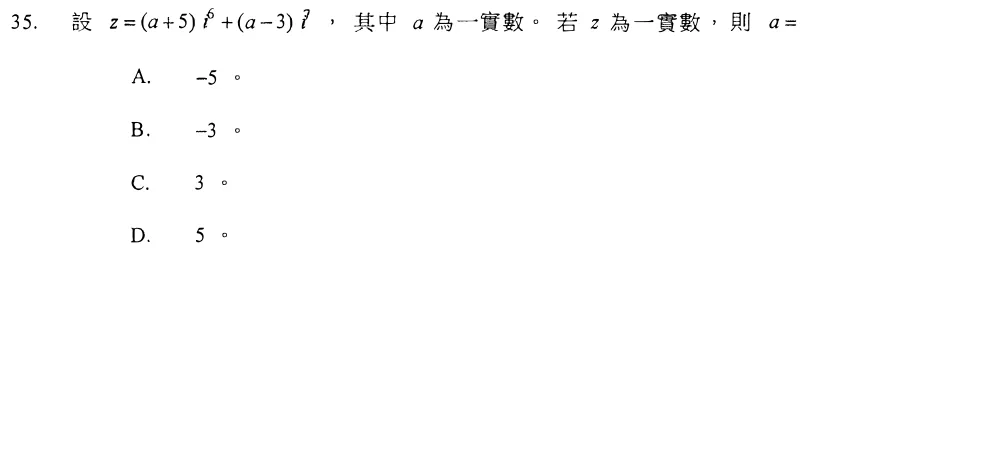 35. 設 z = (a + 5) i⁶ + (a − 3) i⁷ ， 其中 a 為一實數。 若 z 為一實數，則 a =
A. −5 。
B. −3 。
C. 3 。
D. 5 。